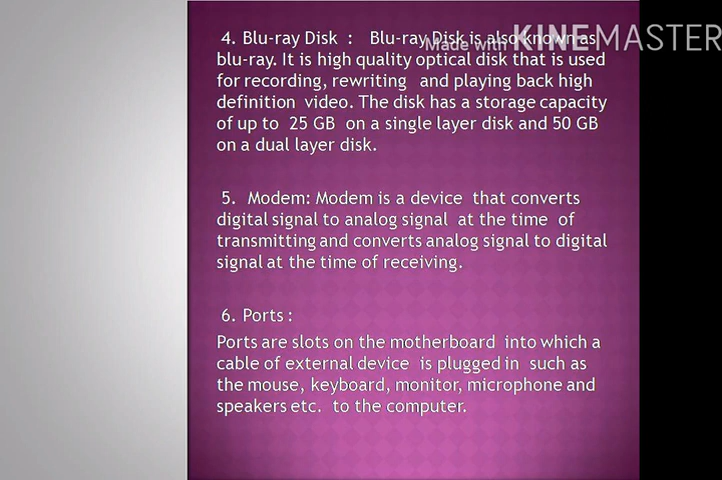 4. Blu-ray Disk : Blu-ray Disk is also known as
Made with KINEMASTER
blu-ray. It is high quality optical disk that is used
for recording, rewriting and playing back high
definition video. The disk has a storage capacity
of up to 25 GB on a single layer disk and 50 GB
on a dual layer disk.
5. Modem: Modem is a device that converts
digital signal to analog signal at the time of
transmitting and converts analog signal to digital
signal at the time of receiving.
6. Ports :
Ports are slots on the motherboard into which a
cable of external device is plugged in such as
the mouse, keyboard, monitor, microphone and
speakers etc. to the computer.